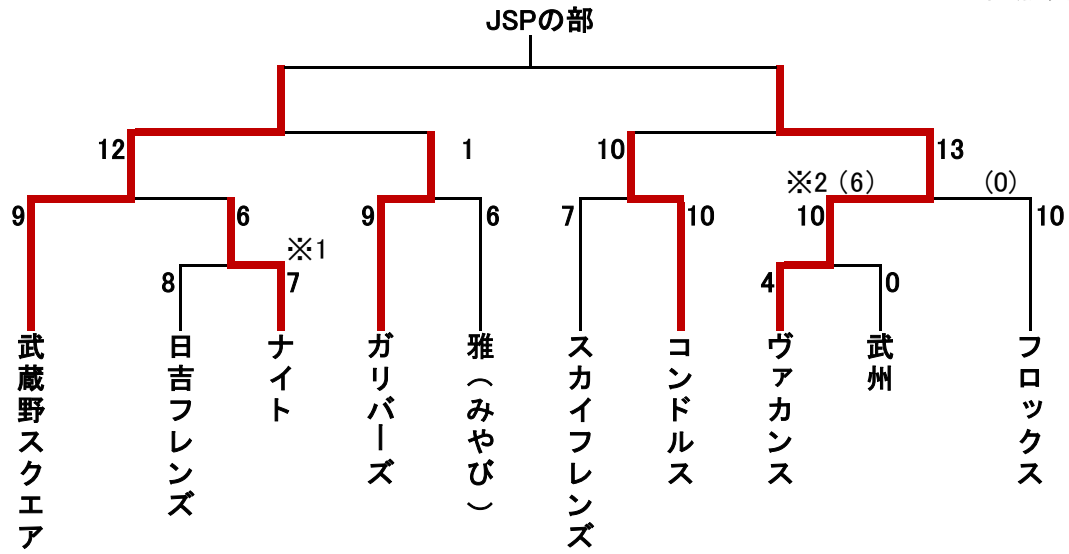 JSPの部
12
1
10
13
※2（6）
（0）
9
6
9
6
7
10
10
10
※1
8
7
4
0
武蔵野スクエア
日吉フレンズ
ナイト
ガリバーズ
雅（みやび）
スカイフレンズ
コンドルス
ヴァカンス
武州
フロックス